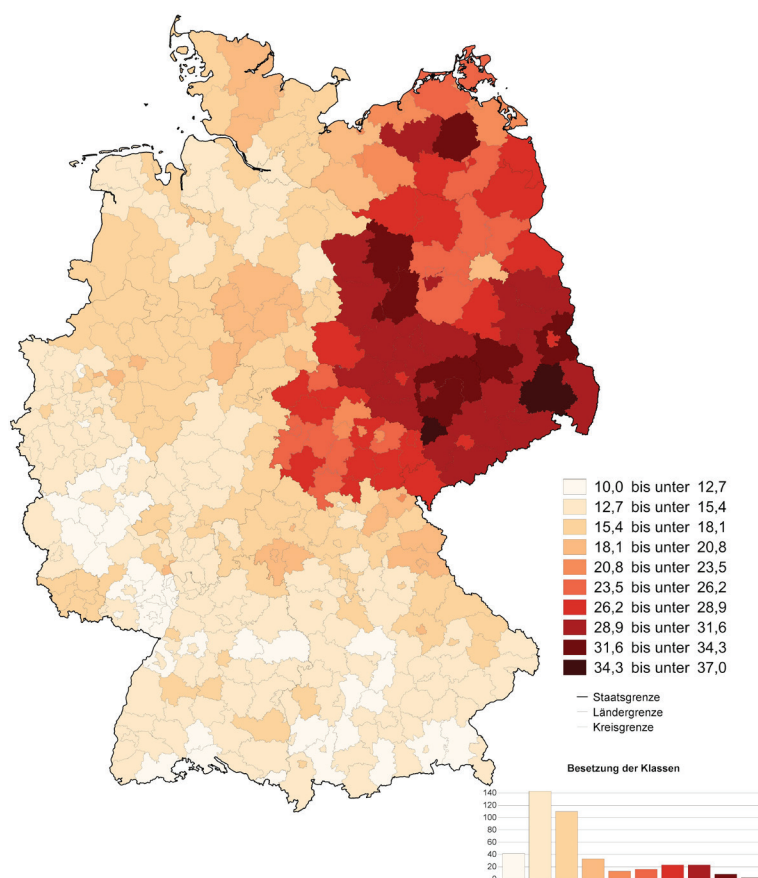 10,0 bis unter 12,7
12,7 bis unter 15,4
15,4 bis unter 18,1
18,1 bis unter 20,8
20,8 bis unter 23,5
23,5 bis unter 26,2
26,2 bis unter 28,9
28,9 bis unter 31,6
31,6 bis unter 34,3
34,3 bis unter 37,0
Staatsgrenze
Ländergrenze
Kreisgrenze
Besetzung der Klassen
140
120
100
80
60
40
20
0